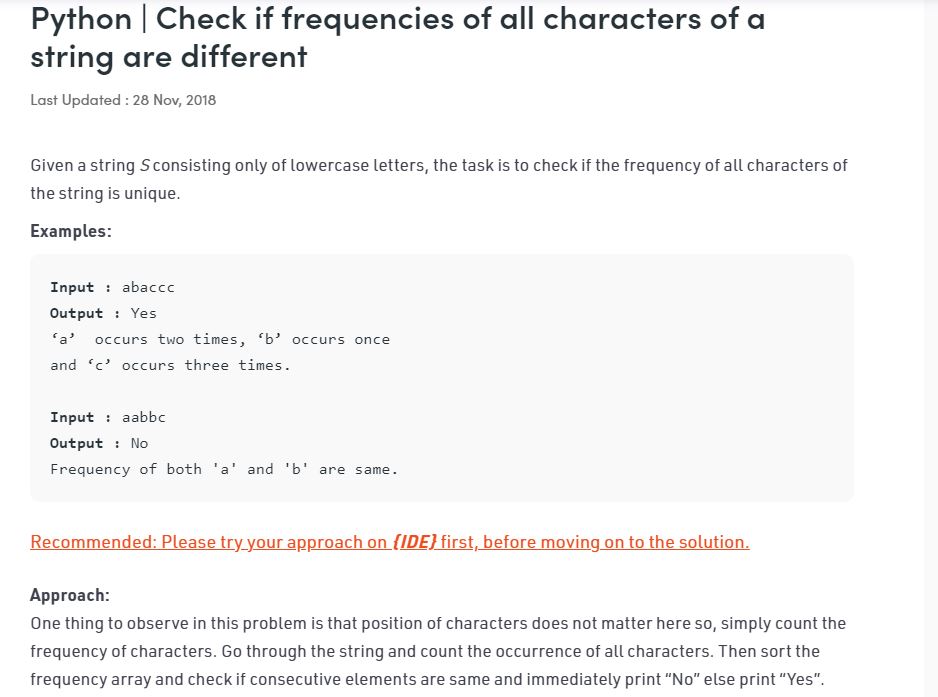 Python | Check if frequencies of all characters of a
string are different
Last Updated : 28 Nov, 2018
Given a string S consisting only of lowercase letters, the task is to check if the frequency of all characters of
the string is unique.
Examples:
Input : abaccc
Output : Yes
‘a’  occurs two times, ‘b’ occurs once
and ‘c’ occurs three times.
Input : aabbc
Output : No
Frequency of both 'a' and 'b' are same.
Recommended: Please try your approach on {IDE} first, before moving on to the solution.
Approach:
One thing to observe in this problem is that position of characters does not matter here so, simply count the
frequency of characters. Go through the string and count the occurrence of all characters. Then sort the
frequency array and check if consecutive elements are same and immediately print “No” else print “Yes”.